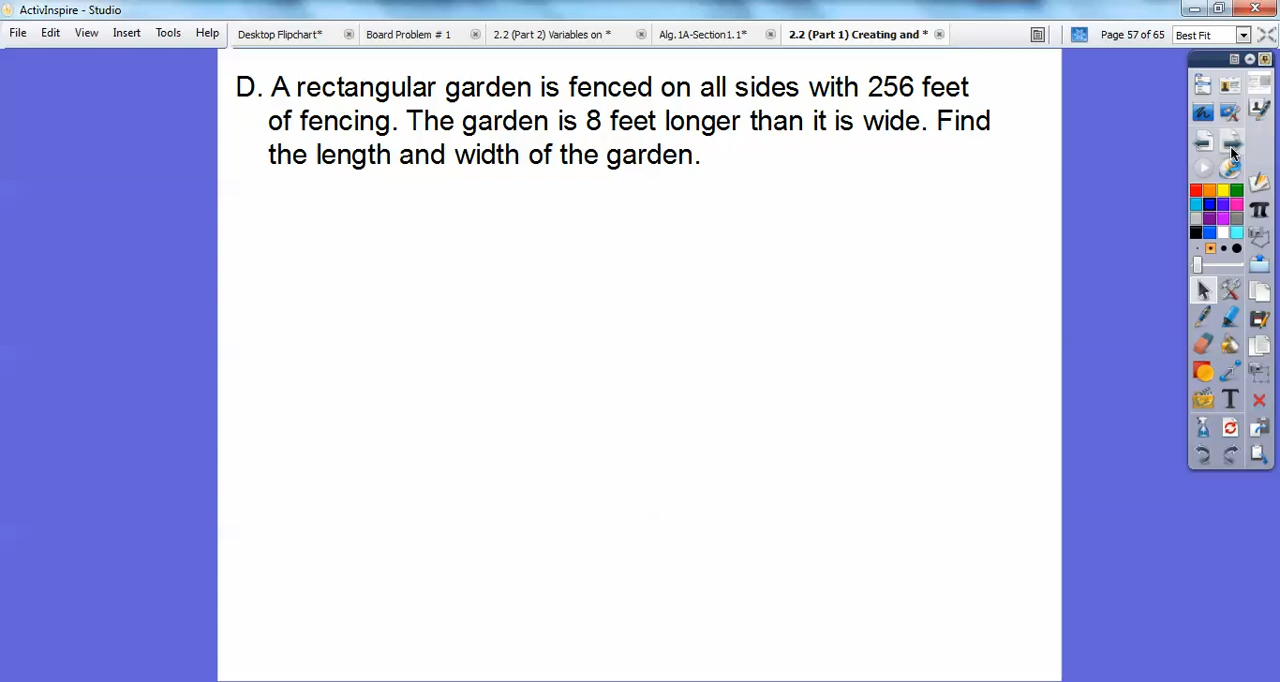 ActivInspire - Studio
File Edit View Insert Tools Help
Desktop Flipchart* Board Problem # 1 2.2 (Part 2) Variables on * Alg.1A-Section1.1* 2.2 (Part 1) Creating and * Page 57 of 65 Best Fit
D. A rectangular garden is fenced on all sides with 256 feet
of fencing. The garden is 8 feet longer than it is wide. Find
the length and width of the garden.